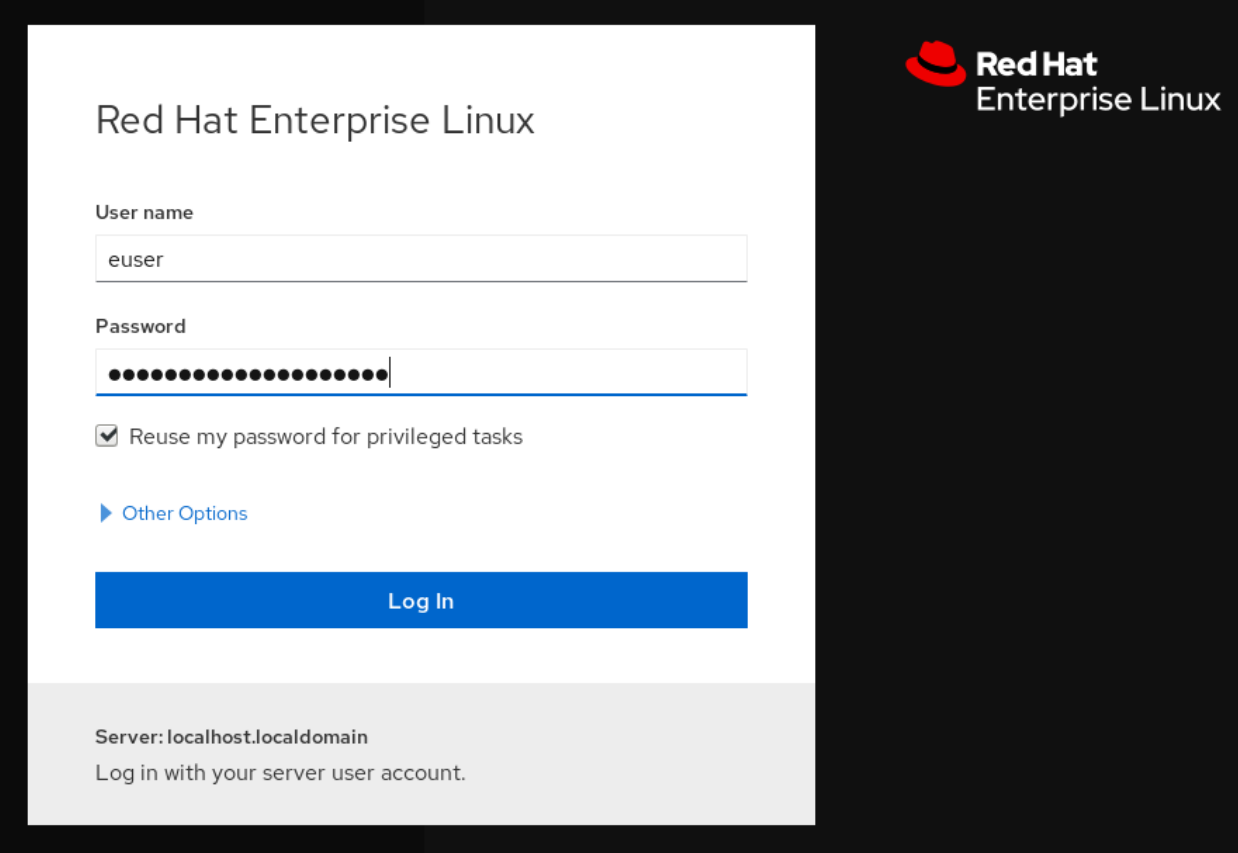 Red Hat Enterprise Linux
User name
euser
Password
●●●●●●●●●●●●●●●●●●●●
Reuse my password for privileged tasks
Other Options
Log In
Server: localhost.localdomain
Log in with your server user account.
Red Hat
Enterprise Linux